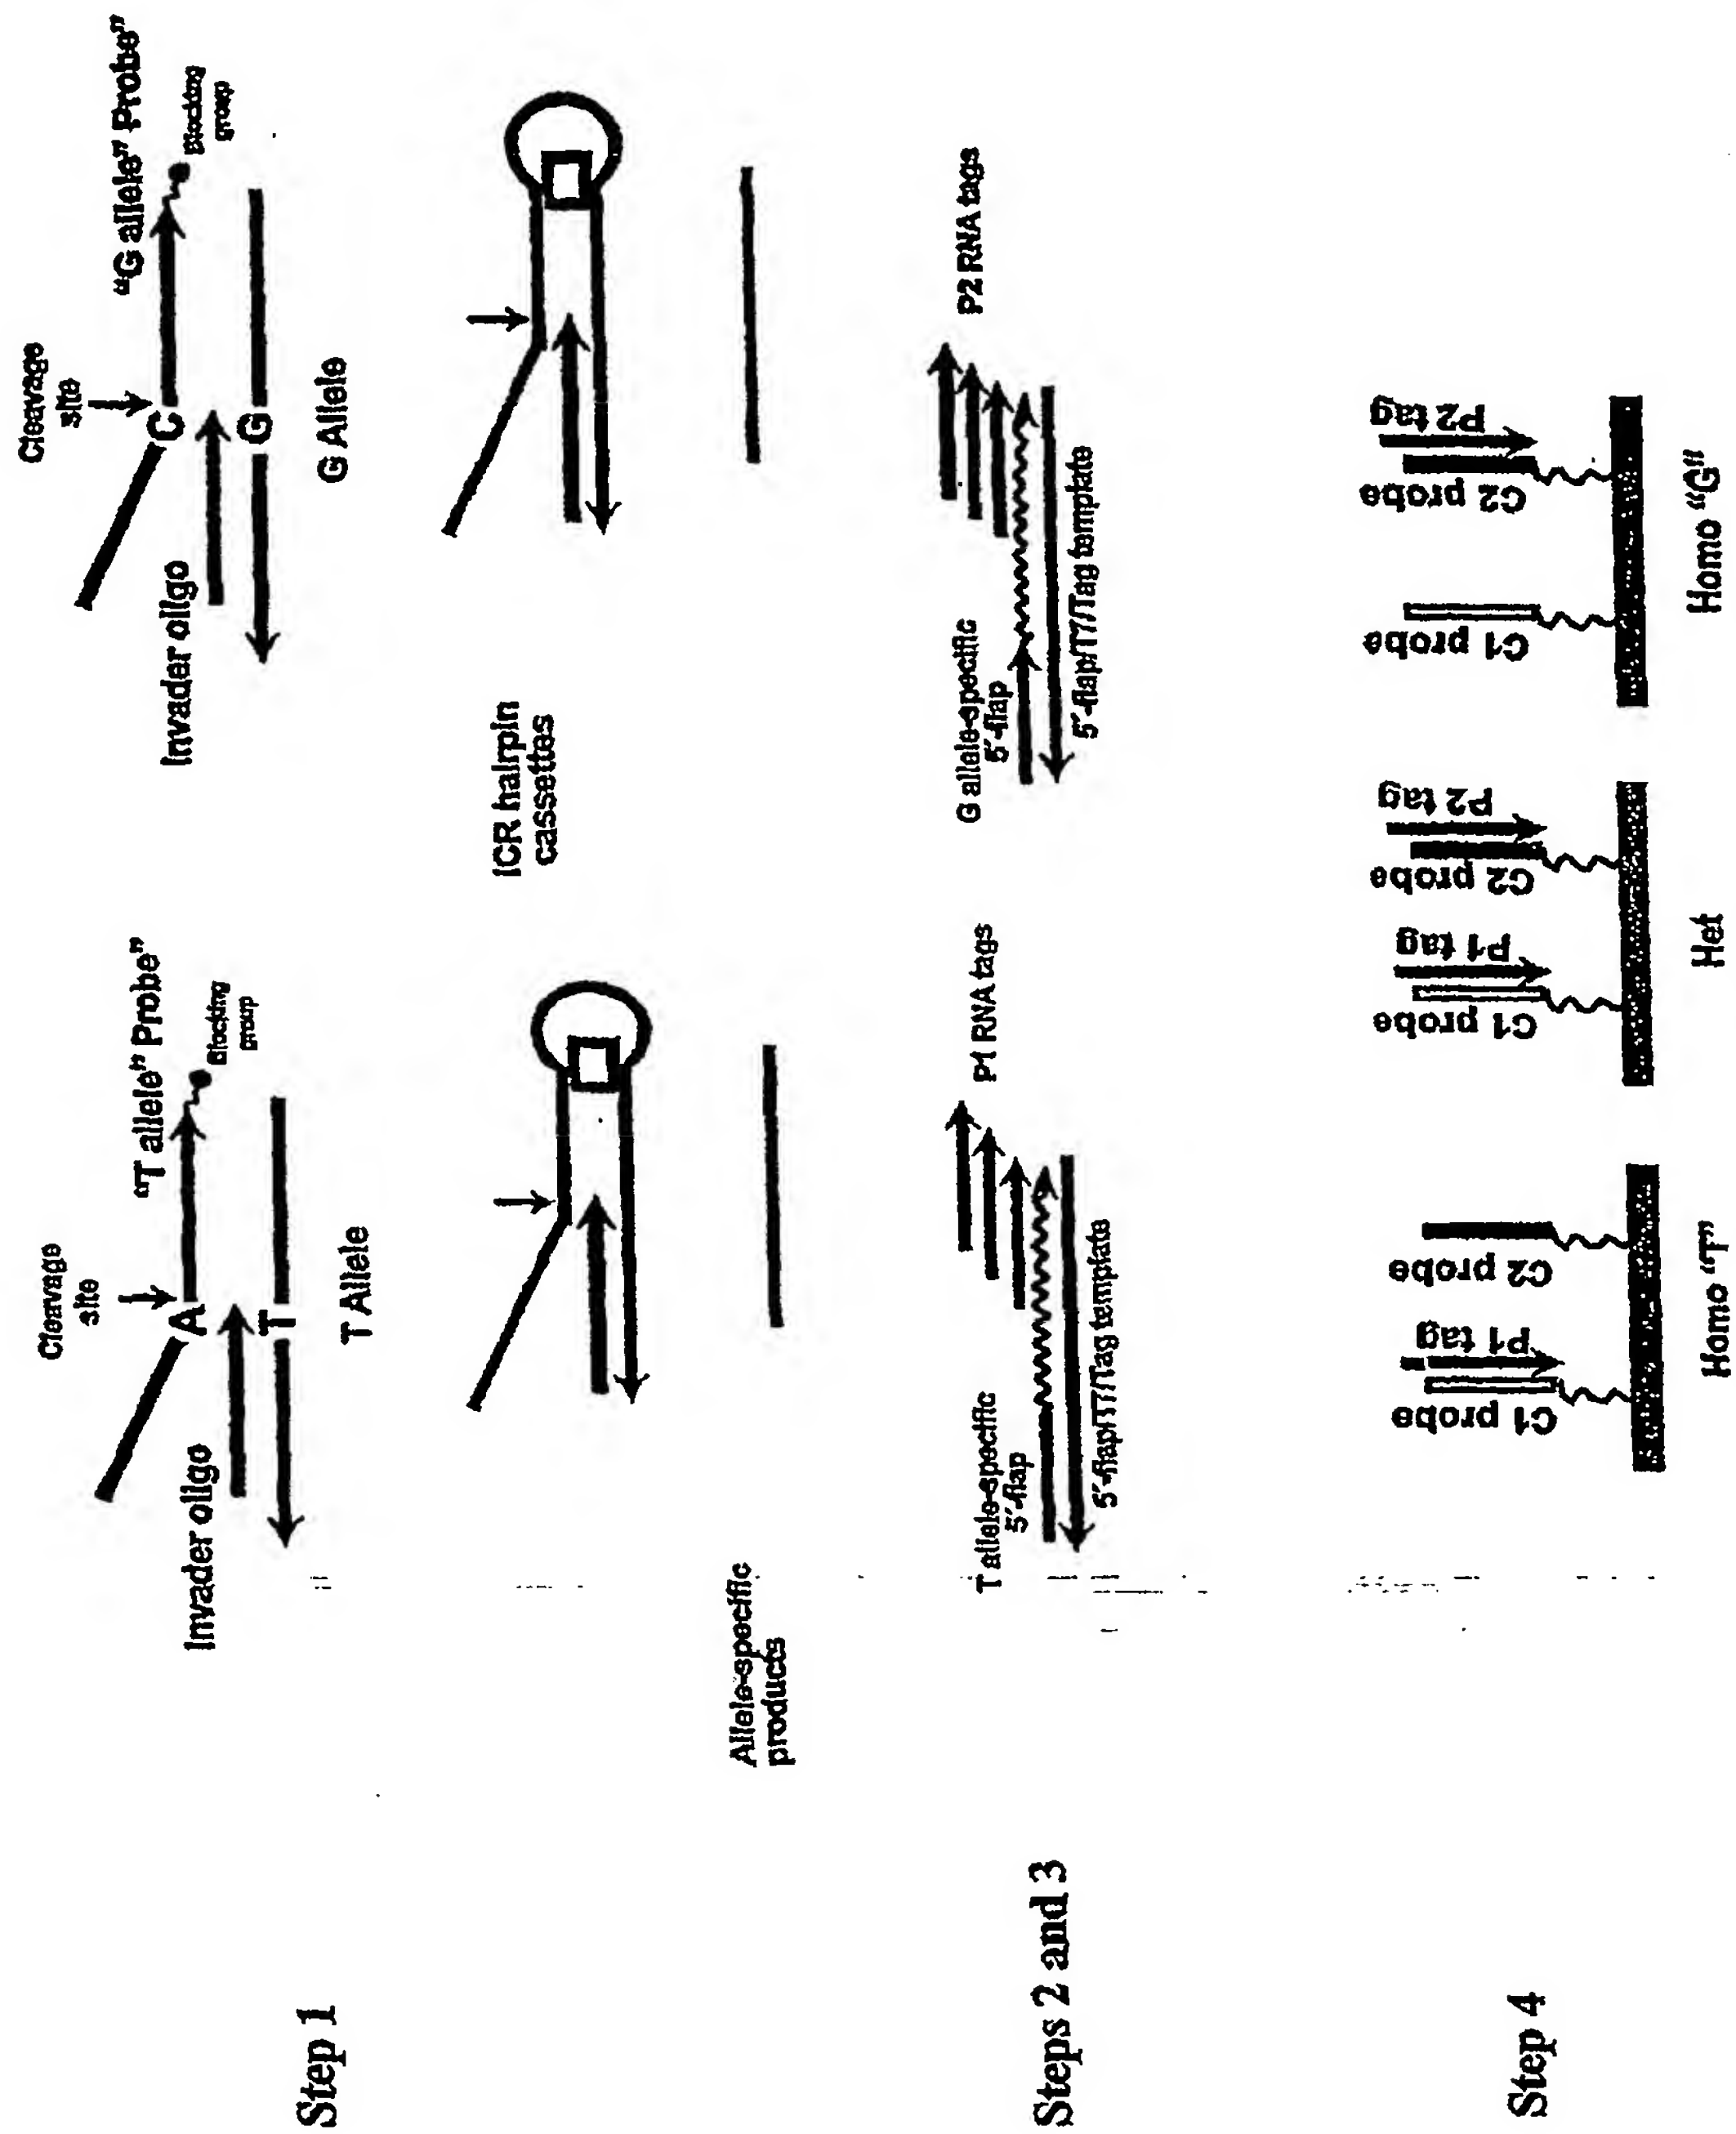 Step 1
Cleavage
site
"T allele" Probe"
Blocking
group
A
Invader oligo
T
T Allele
Cleavage
site
"G allele" Probe"
Blocking
group
C
Invader oligo
G
G Allele
ICR hairpin
cassettes
Allele-specific
products
Steps 2 and 3
P1 RNA tags
T allele-specific
5'-flap
5'-flap/T7/Tag template
P2 RNA tags
G allele-specific
5'-flap
5'-flap/T7/Tag template
Step 4
C1 probe
P1 tag
C2 probe
Homo "T"
C1 probe
P1 tag
C2 probe
P2 tag
Het
C1 probe
C2 probe
P2 tag
Homo "G"